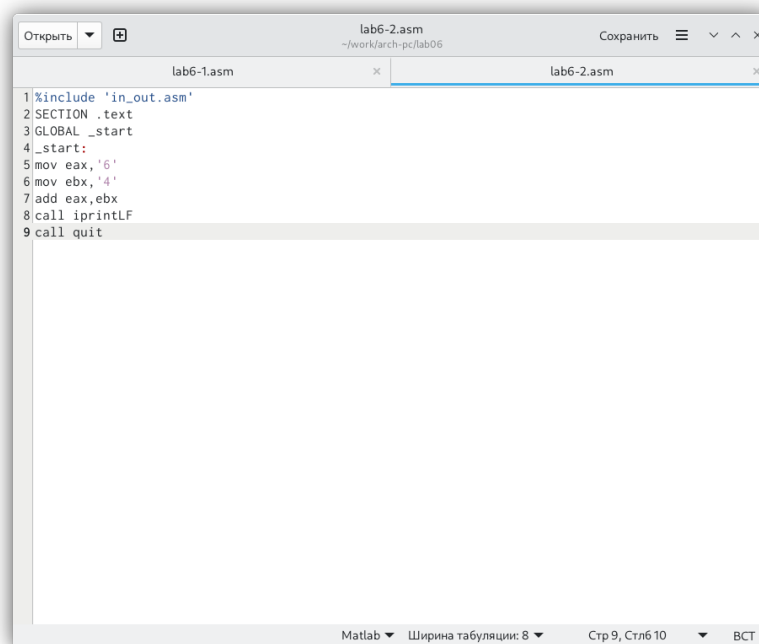 Открыть
lab6-2.asm
~/work/arch-pc/lab06
Сохранить
lab6-1.asm
lab6-2.asm
1 %include 'in_out.asm'
2 SECTION .text
3 GLOBAL _start
4 _start:
5 mov eax,'6'
6 mov ebx,'4'
7 add eax,ebx
8 call iprintLF
9 call quit
Matlab Ширина табуляции: 8 Стр 9, Стлб 10 ВСТ